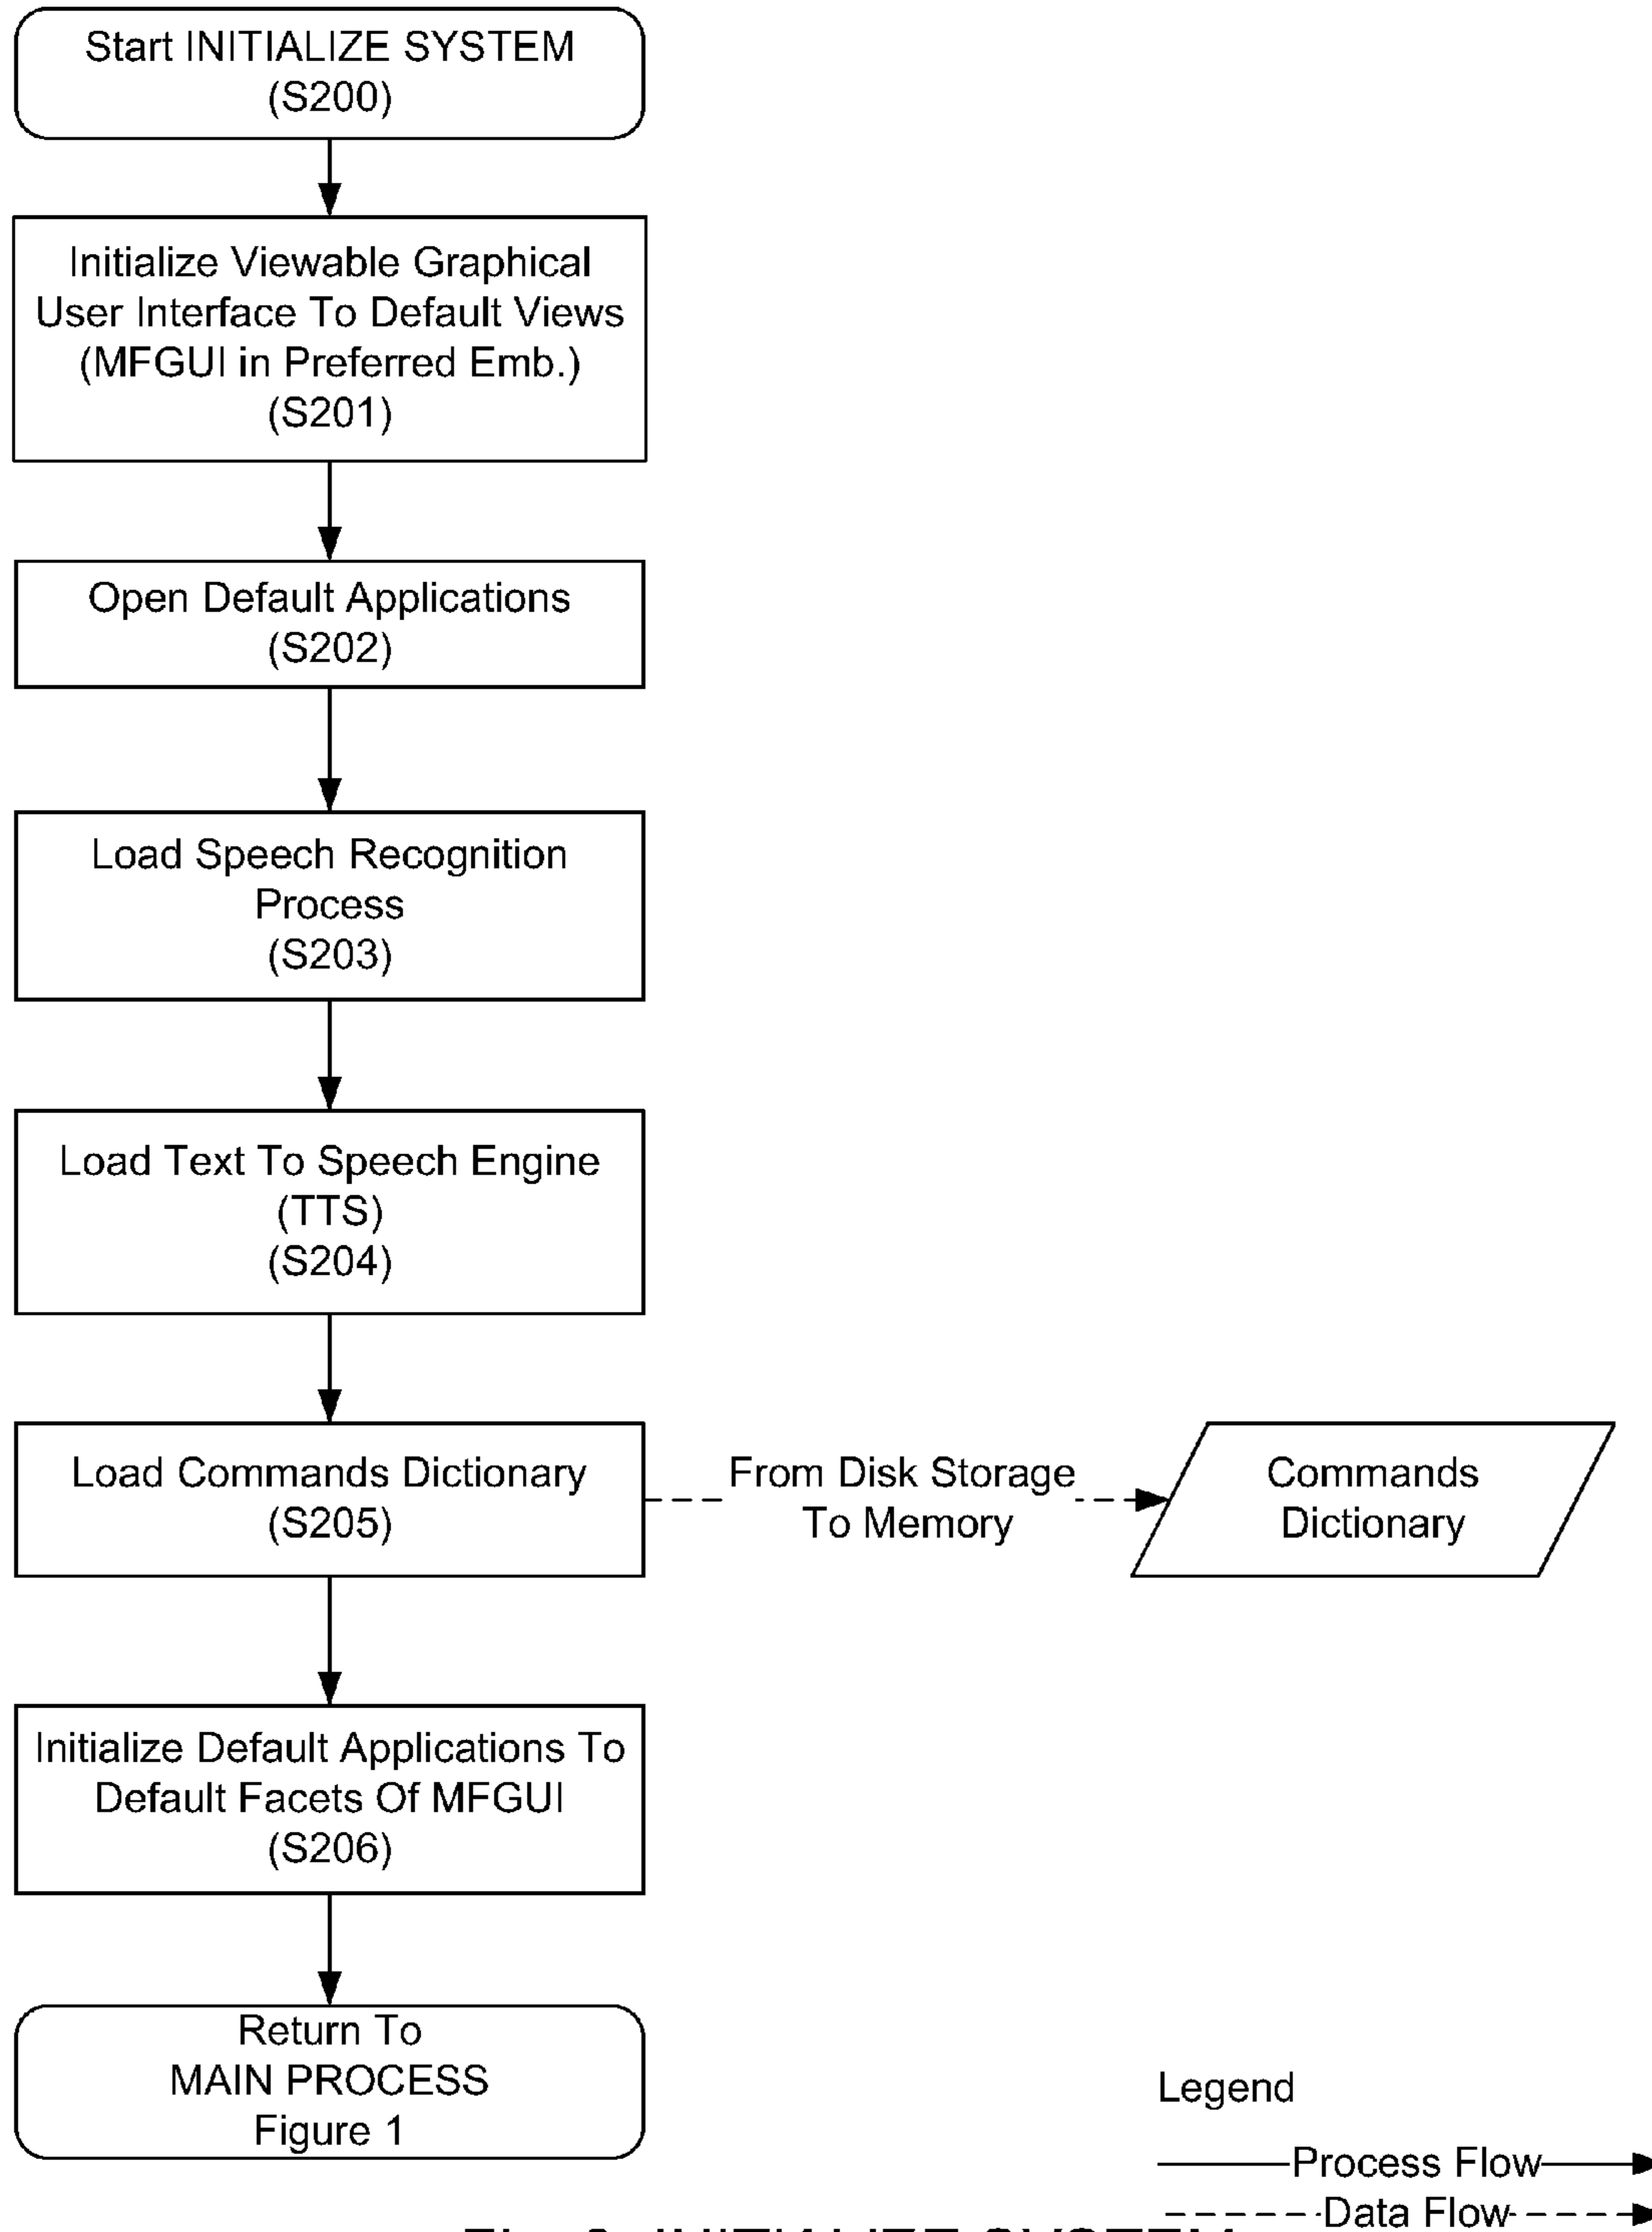 Start INITIALIZE SYSTEM
(S200)
Initialize Viewable Graphical
User Interface To Default Views
(MFGUI in Preferred Emb.)
(S201)
Open Default Applications
(S202)
Load Speech Recognition
Process
(S203)
Load Text To Speech Engine
(TTS)
(S204)
Load Commands Dictionary
(S205)
From Disk Storage
To Memory
Commands
Dictionary
Initialize Default Applications To
Default Facets Of MFGUI
(S206)
Return To
MAIN PROCESS
Figure 1
Legend
Process Flow
Data Flow
INITIALIZE SYSTEM